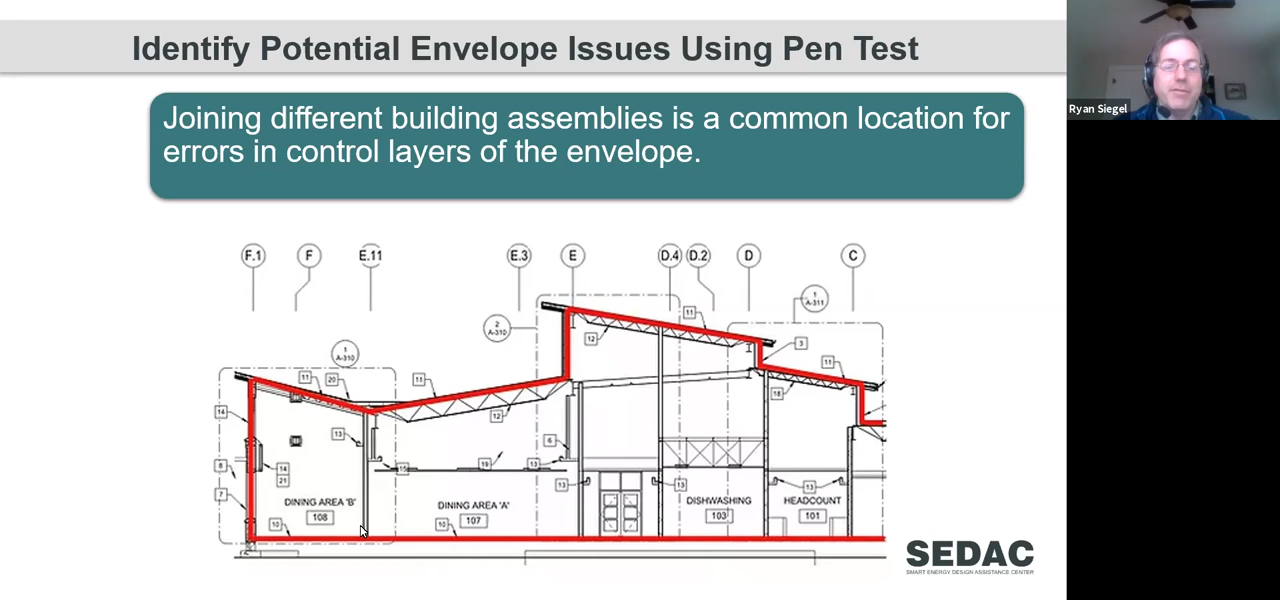 Identify Potential Envelope Issues Using Pen Test
Ryan Siegel
Joining different building assemblies is a common location for
errors in control layers of the envelope.
F.1 F E.11 E.3 E D.4 D.2 D C
1
A-311
11
2
A-310
12
3
1
A-310
11
11 20 11
18
12
14
13
6
14
21
8
15 19 13
13 13 13
7
DINING AREA 'B'
108
DINING AREA 'A'
107
DISHWASHING
103
HEADCOUNT
101
10 10
SEDAC
SMART ENERGY DESIGN ASSISTANCE CENTER